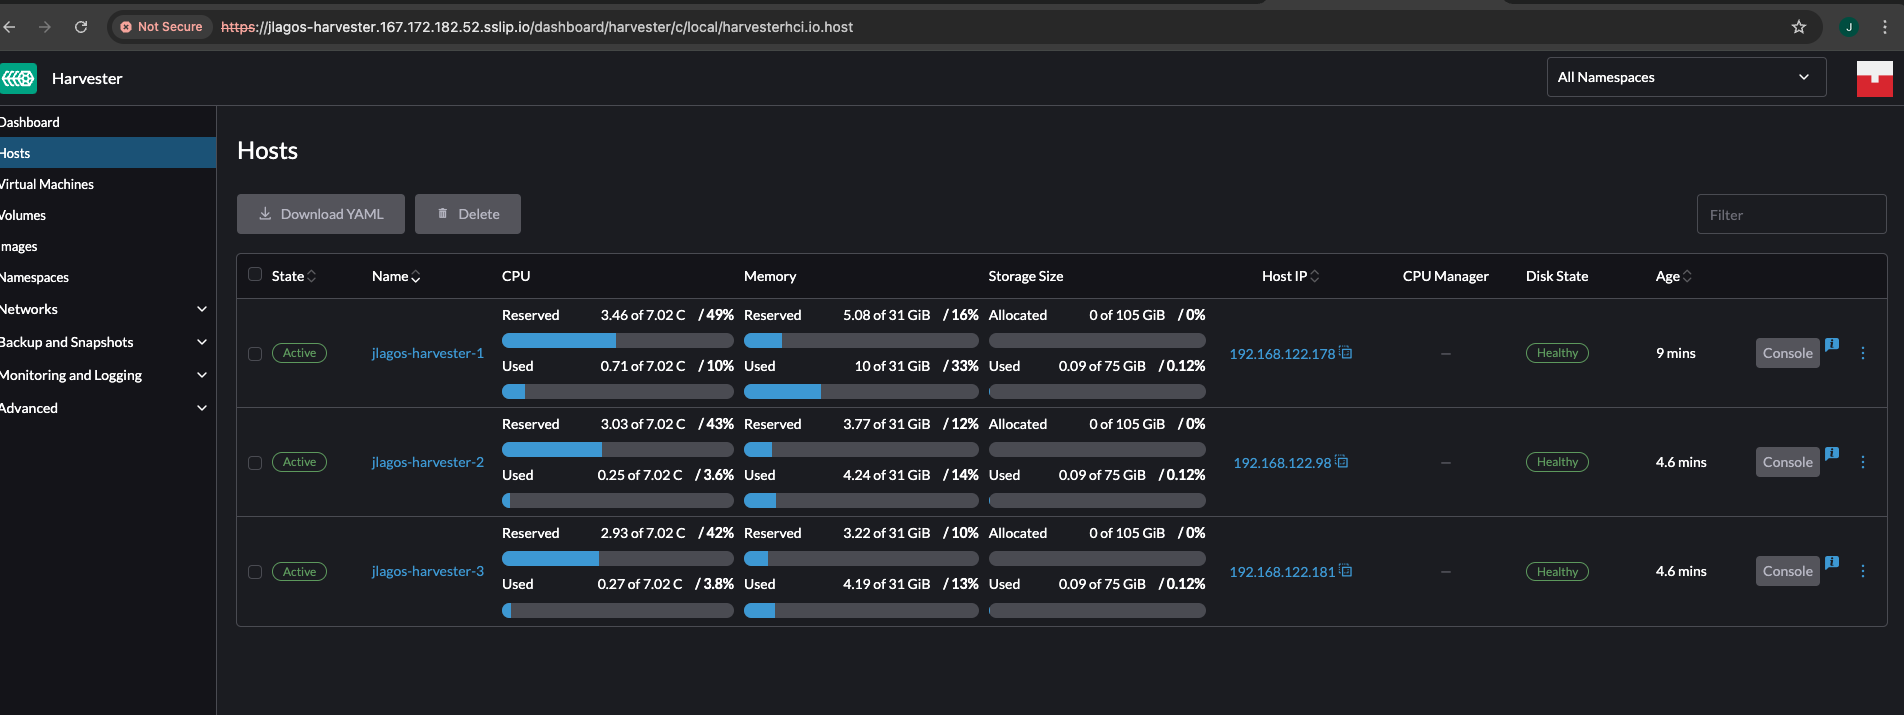 Not Secure https://jlagos-harvester.167.172.182.52.sslip.io/dashboard/harvester/c/local/harvesterhci.io.host J
Harvester All Namespaces
Dashboard
Hosts
Virtual Machines
Volumes
Images
Namespaces
Networks
Backup and Snapshots
Monitoring and Logging
Advanced
Hosts
Download YAML Delete Filter
State Name CPU Memory Storage Size Host IP CPU Manager Disk State Age
Reserved 3.46 of 7.02 C / 49% Reserved 5.08 of 31 GiB / 16% Allocated 0 of 105 GiB / 0%
Active jlagos-harvester-1 192.168.122.178 — Healthy 9 mins Console
Used 0.71 of 7.02 C / 10% Used 10 of 31 GiB / 33% Used 0.09 of 75 GiB / 0.12%
Reserved 3.03 of 7.02 C / 43% Reserved 3.77 of 31 GiB / 12% Allocated 0 of 105 GiB / 0%
Active jlagos-harvester-2 192.168.122.98 — Healthy 4.6 mins Console
Used 0.25 of 7.02 C / 3.6% Used 4.24 of 31 GiB / 14% Used 0.09 of 75 GiB / 0.12%
Reserved 2.93 of 7.02 C / 42% Reserved 3.22 of 31 GiB / 10% Allocated 0 of 105 GiB / 0%
Active jlagos-harvester-3 192.168.122.181 — Healthy 4.6 mins Console
Used 0.27 of 7.02 C / 3.8% Used 4.19 of 31 GiB / 13% Used 0.09 of 75 GiB / 0.12%